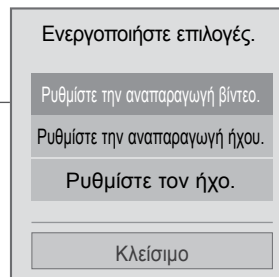 Ενεργοποιήστε επιλογές.
Ρυθμίστε την αναπαραγωγή βίντεο.
Ρυθμίστε την αναπαραγωγή ήχου.
Ρυθμίστε τον ήχο.
Κλείσιμο